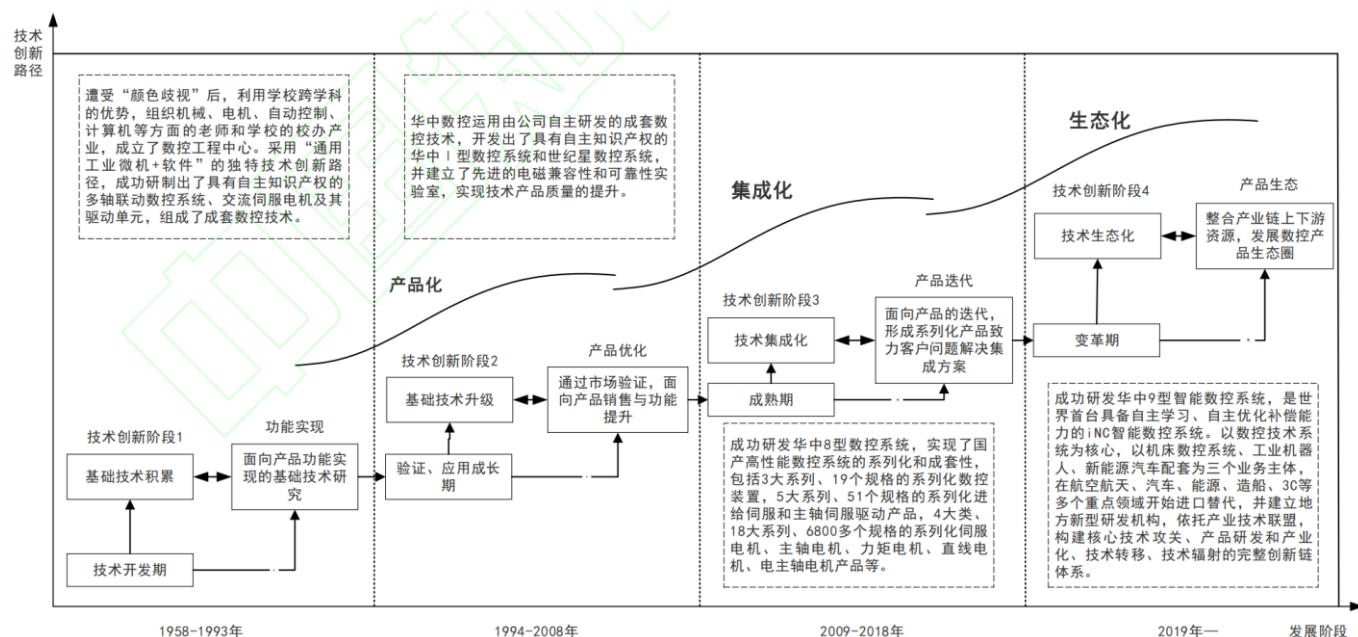 技术
创新
路径
遭受“颜色歧视”后，利用学校跨学科
的优势，组织机械、电机、自动控制、
计算机等方面的老师和学校的校办产
业，成立了数控工程中心。采用“通用
工业微机+软件”的独特技术创新路
径，成功研制出了具有自主知识产权的
多轴联动数控系统、交流伺服电机及其
驱动单元，组成了成套数控技术。
技术创新阶段1
功能实现
基础技术积累
面向产品功能实
现的基础技术研
究
技术开发期
华中数控运用由公司自主研发的成套数
控技术，开发出了具有自主知识产权的
华中Ⅰ型数控系统和世纪星数控系统，
并建立了先进的电磁兼容性和可靠性实
验室，实现技术产品质量的提升。
产品化
技术创新阶段2
产品优化
基础技术升级
通过市场验证，面
向产品销售与功能
提升
验证、应用成长
期
集成化
技术创新阶段3
产品迭代
技术集成化
面向产品的迭代，
形成系列化产品致
力客户问题解决集
成方案
成熟期
成功研发华中8型数控系统，实现了国
产高性能数控系统的系列化和成套性，
包括3大系列、19个规格的系列化数控
装置，5大系列、51个规格的系列化进
给伺服和主轴伺服驱动产品，4大类、
18大系列、6800多个规格的系列化伺服
电机、主轴电机、力矩电机、直线电
机、电主轴电机产品等。
生态化
技术创新阶段4
产品生态
技术生态化
整合产业链上下游
资源，发展数控产
品生态圈
变革期
成功研发华中9型智能数控系统，是世
界首台具备自主学习、自主优化补偿能
力的iNC智能数控系统。以数控技术系
统为核心，以机床数控系统、工业机器
人、新能源汽车配套为三个业务主体，
在航空航天、汽车、能源、造船、3C等
多个重点领域开始进口替代，并建立地
方新型研发机构，依托产业技术联盟，
构建核心技术攻关、产品研发和产业
化、技术转移、技术辐射的完整创新链
体系。
1958-1993年
1994-2008年
2009-2018年
2019年—
发展阶段